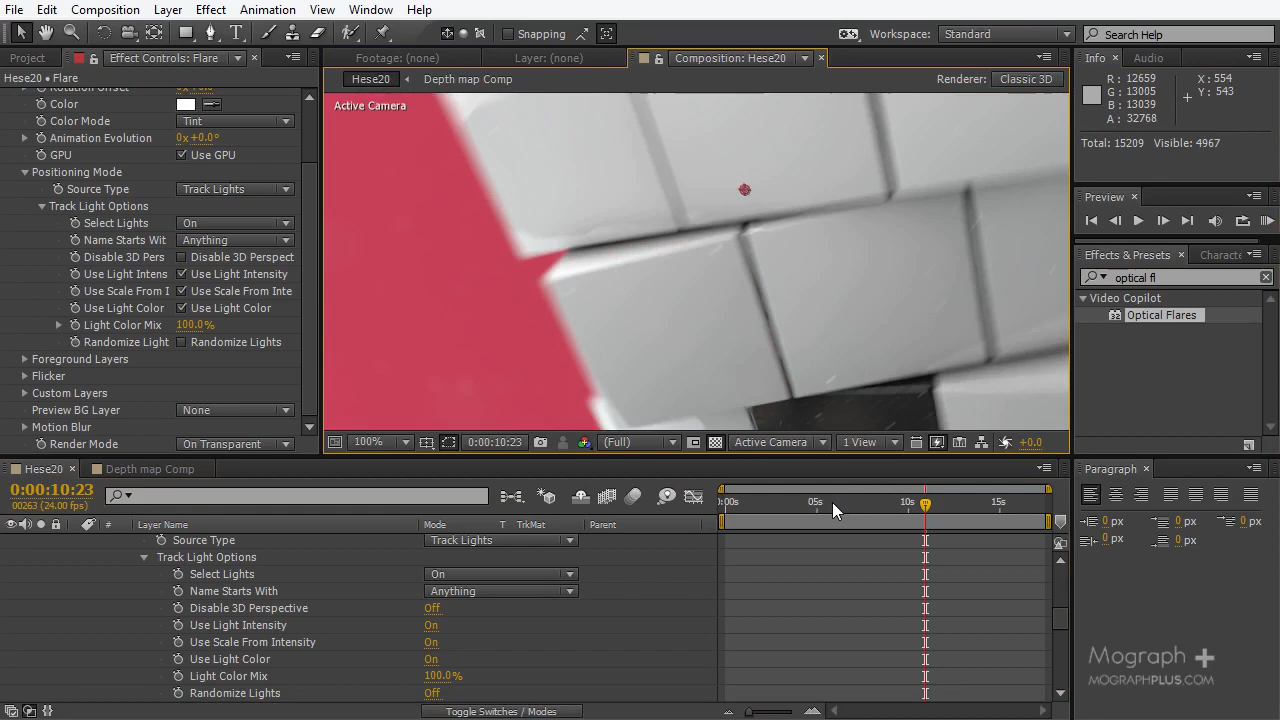 File Edit Composition Layer Effect Animation View Window Help
Snapping
Workspace: Standard
Search Help
Project
Effect Controls: Flare
Footage: (none)
Layer: (none)
Composition: Hese20
Info
Audio
Hese20 • Flare
Hese20
Depth map Comp
Renderer: Classic 3D
Active Camera
R : 12659
G : 13005
B : 13039
A : 32768
X : 554
Y : 543
Total: 15209 Visible: 4967
Rotation Offset 0x+0.0°
Color
Color Mode Tint
Animation Evolution 0x+0.0°
GPU Use GPU
Positioning Mode
Source Type Track Lights
Track Light Options
Select Lights On
Name Starts Wit Anything
Disable 3D Pers Disable 3D Perspect
Use Light Intens Use Light Intensity
Use Scale From I Use Scale From Inte
Use Light Color Use Light Color
Light Color Mix 100.0%
Randomize Light Randomize Lights
Foreground Layers
Flicker
Custom Layers
Preview BG Layer None
Motion Blur
Render Mode On Transparent
Preview
Effects & Presets
Characte
optical fl
Video Copilot
32 Optical Flares
100%
0:00:10:23
(Full)
Active Camera
1 View
+0.0
Hese20
Depth map Comp
0:00:10:23
00263 (24.00 fps)
0:00s 05s 10s 15s
# Layer Name Mode T TrkMat Parent
Source Type Track Lights
Track Light Options
Select Lights On
Name Starts With Anything
Disable 3D Perspective Off
Use Light Intensity On
Use Scale From Intensity On
Use Light Color On
Light Color Mix 100.0%
Randomize Lights Off
Toggle Switches / Modes
Paragraph
0 px 0 px 0 px
0 px 0 px
Mograph +
MOGRAPHPLUS.COM